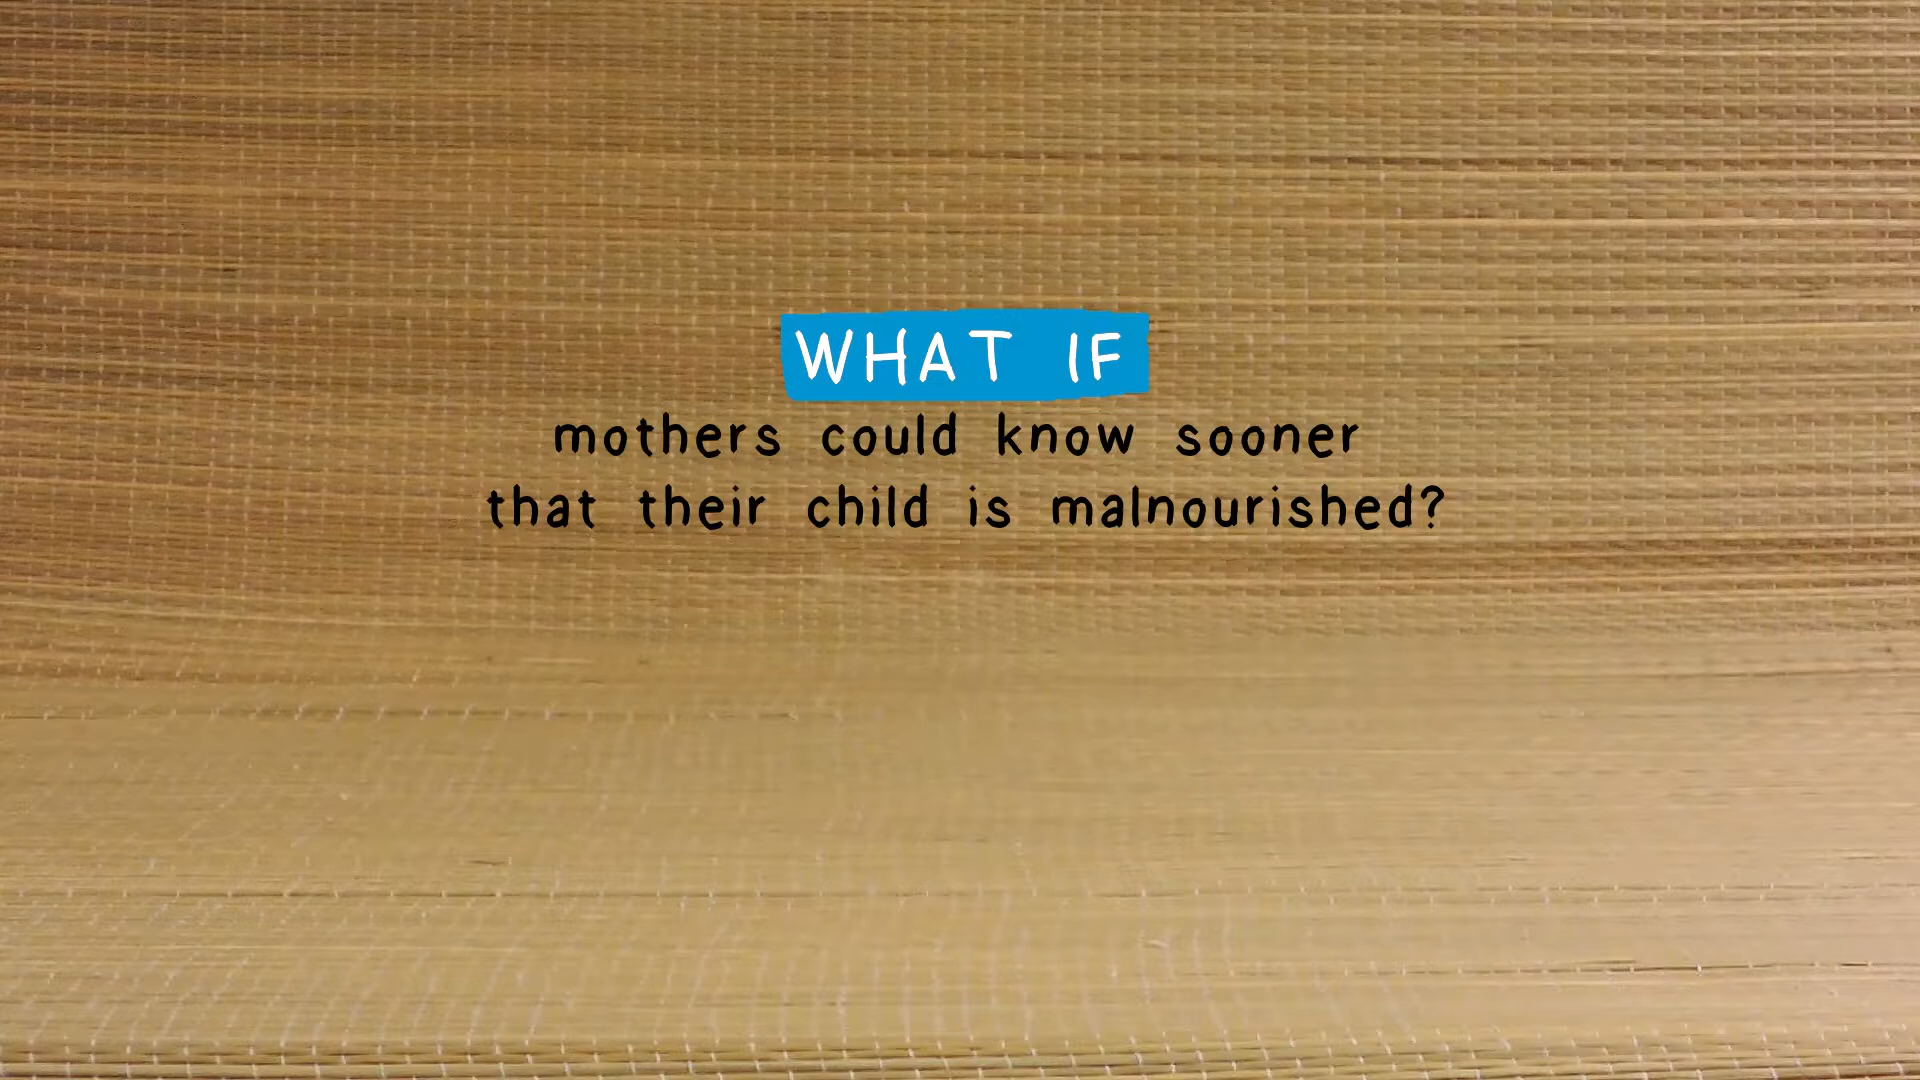 WHAT IF
mothers could know sooner
that their child is malnourished?